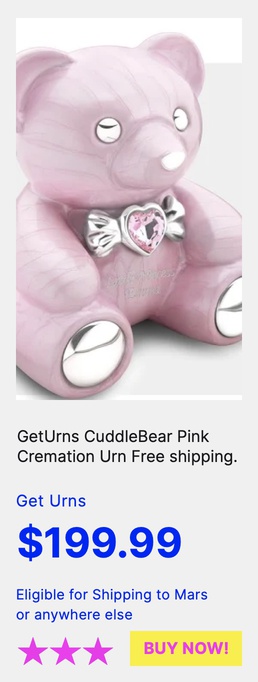 GetUrns CuddleBear Pink
Cremation Urn Free shipping.
Get Urns
$199.99
Eligible for Shipping to Mars
or anywhere else
BUY NOW!